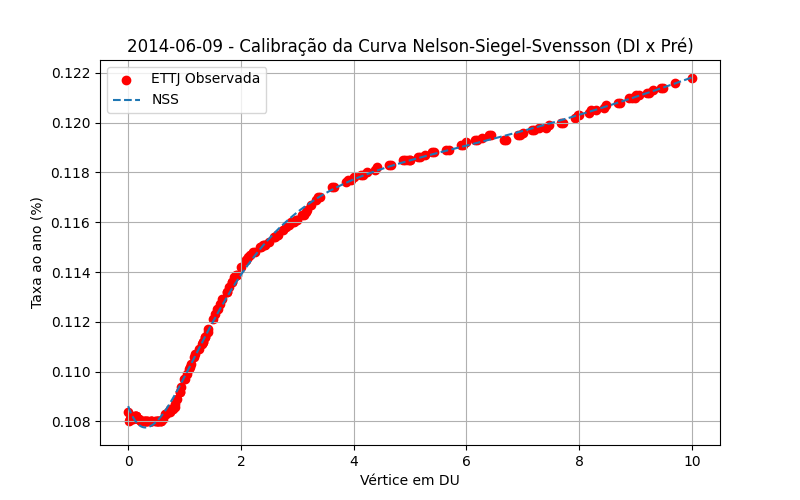 2014-06-09 - Calibração da Curva Nelson-Siegel-Svensson (DI x Pré)
ETTJ Observada
NSS
Taxa ao ano (%)
0.122
0.120
0.118
0.116
0.114
0.112
0.110
0.108
0
2
4
6
8
10
Vértice em DU